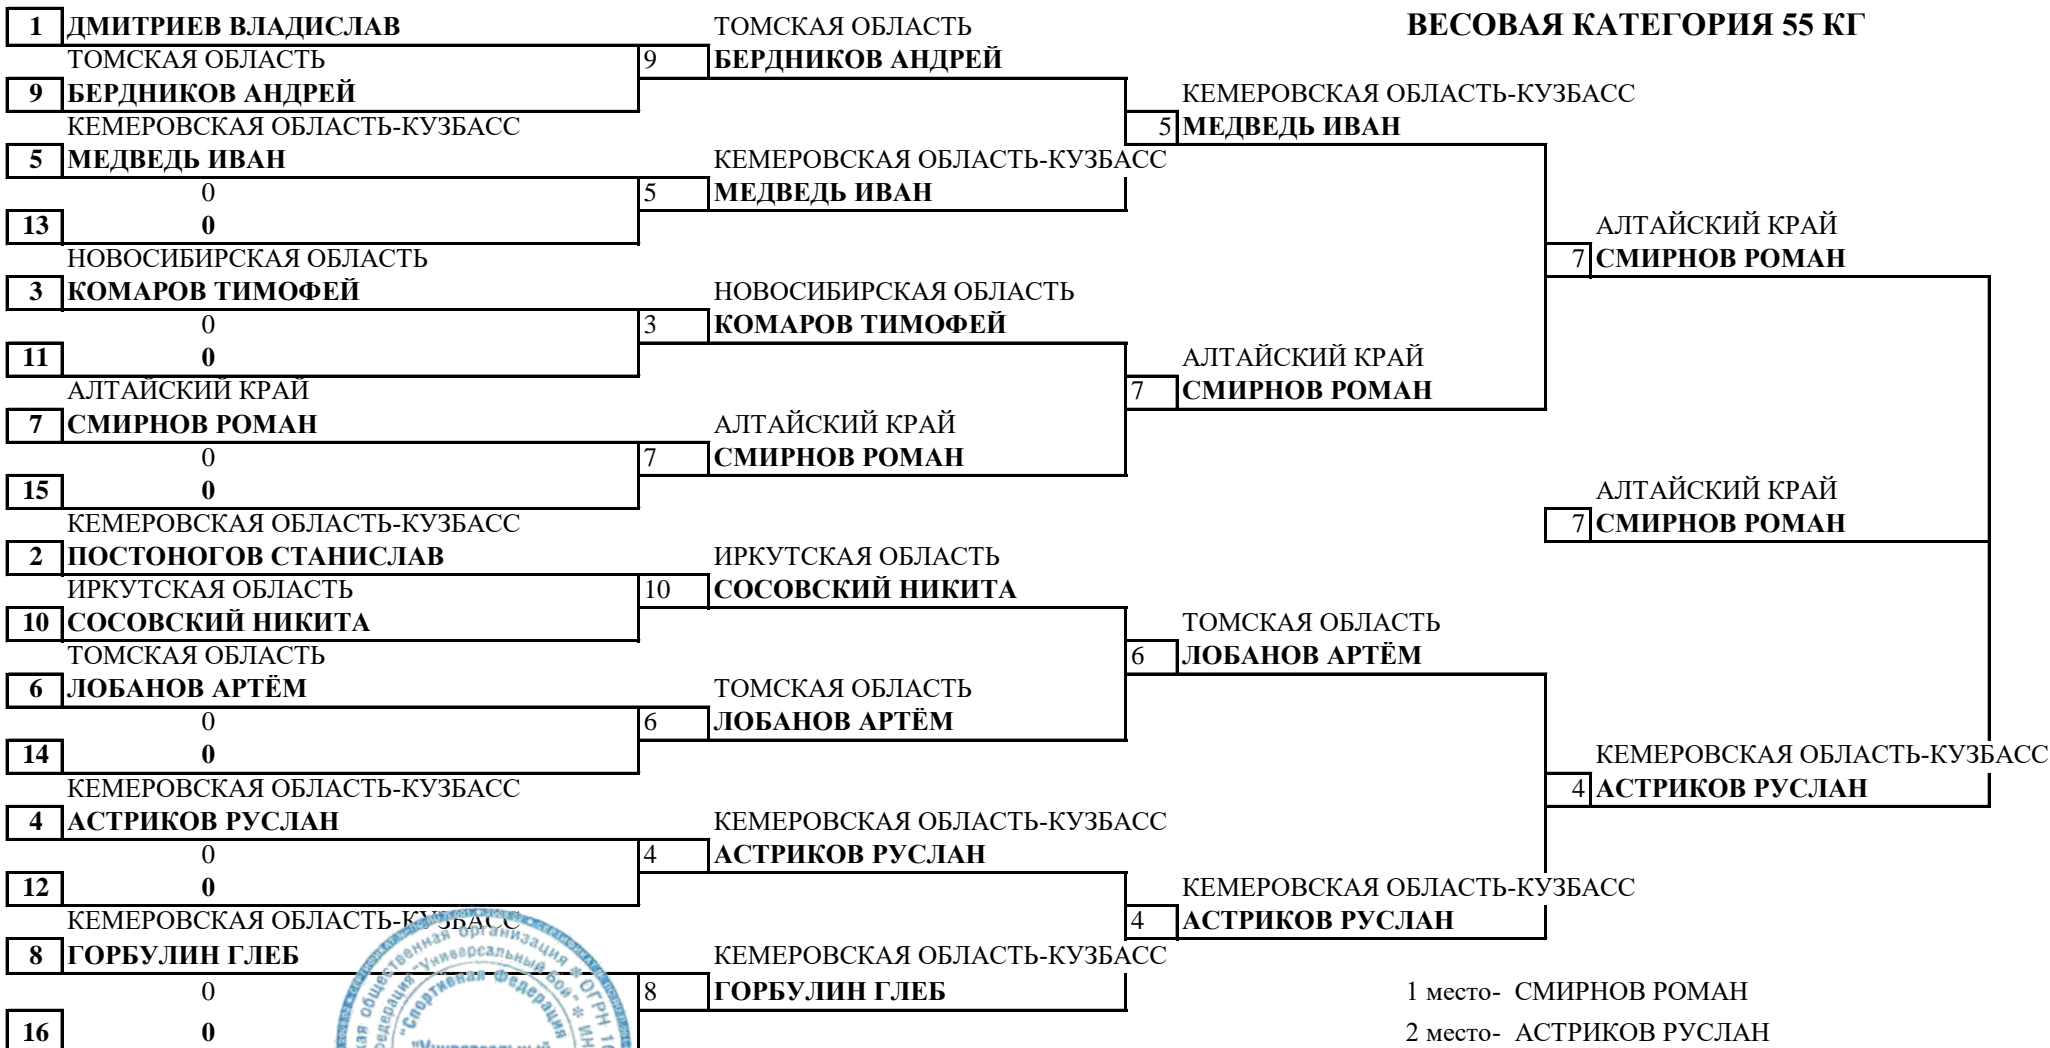 1 ДМИТРИЕВ ВЛАДИСЛАВ ТОМСКАЯ ОБЛАСТЬ ВЕСОВАЯ КАТЕГОРИЯ 55 КГ
ТОМСКАЯ ОБЛАСТЬ 9 БЕРДНИКОВ АНДРЕЙ
9 БЕРДНИКОВ АНДРЕЙ КЕМЕРОВСКАЯ ОБЛАСТЬ-КУЗБАСС
КЕМЕРОВСКАЯ ОБЛАСТЬ-КУЗБАСС 5 МЕДВЕДЬ ИВАН
5 МЕДВЕДЬ ИВАН КЕМЕРОВСКАЯ ОБЛАСТЬ-КУЗБАСС
0 5 МЕДВЕДЬ ИВАН
13 0 АЛТАЙСКИЙ КРАЙ
НОВОСИБИРСКАЯ ОБЛАСТЬ 7 СМИРНОВ РОМАН
3 КОМАРОВ ТИМОФЕЙ НОВОСИБИРСКАЯ ОБЛАСТЬ
0 3 КОМАРОВ ТИМОФЕЙ
11 0 АЛТАЙСКИЙ КРАЙ
АЛТАЙСКИЙ КРАЙ 7 СМИРНОВ РОМАН
7 СМИРНОВ РОМАН АЛТАЙСКИЙ КРАЙ
0 7 СМИРНОВ РОМАН
15 0 АЛТАЙСКИЙ КРАЙ
КЕМЕРОВСКАЯ ОБЛАСТЬ-КУЗБАСС 7 СМИРНОВ РОМАН
2 ПОСТОНОГОВ СТАНИСЛАВ ИРКУТСКАЯ ОБЛАСТЬ
ИРКУТСКАЯ ОБЛАСТЬ 10 СОСОВСКИЙ НИКИТА
10 СОСОВСКИЙ НИКИТА ТОМСКАЯ ОБЛАСТЬ
ТОМСКАЯ ОБЛАСТЬ 6 ЛОБАНОВ АРТЁМ
6 ЛОБАНОВ АРТЁМ ТОМСКАЯ ОБЛАСТЬ
0 6 ЛОБАНОВ АРТЁМ
14 0 КЕМЕРОВСКАЯ ОБЛАСТЬ-КУЗБАСС
КЕМЕРОВСКАЯ ОБЛАСТЬ-КУЗБАСС 4 АСТРИКОВ РУСЛАН
4 АСТРИКОВ РУСЛАН КЕМЕРОВСКАЯ ОБЛАСТЬ-КУЗБАСС
0 4 АСТРИКОВ РУСЛАН
12 0 КЕМЕРОВСКАЯ ОБЛАСТЬ-КУЗБАСС
КЕМЕРОВСКАЯ ОБЛАСТЬ-КУЗБАСС 4 АСТРИКОВ РУСЛАН
8 ГОРБУЛИН ГЛЕБ КЕМЕРОВСКАЯ ОБЛАСТЬ-КУЗБАСС
0 8 ГОРБУЛИН ГЛЕБ 1 место- СМИРНОВ РОМАН
16 0 2 место- АСТРИКОВ РУСЛАН
организация * ОГРН
"Универсальный бой" *
"Спортивная Федерация